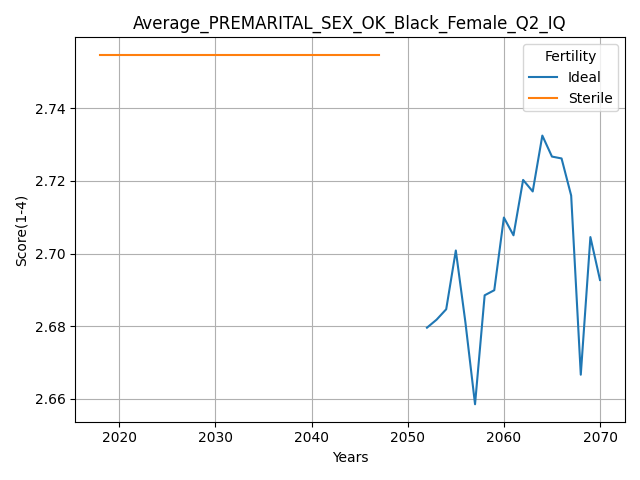 Average_PREMARITAL_SEX_OK_Black_Female_Q2_IQ
Fertility
Ideal
Sterile
Score(1-4)
2.74
2.72
2.70
2.68
2.66
2020 2030 2040 2050 2060 2070
Years